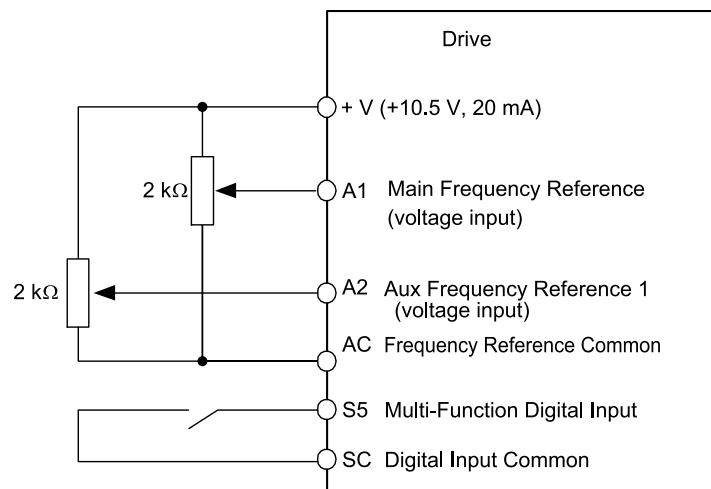 Drive
+ V (+10.5 V, 20 mA)
2 kΩ
A1 Main Frequency Reference
(voltage input)
2 kΩ
A2 Aux Frequency Reference 1
(voltage input)
AC Frequency Reference Common
S5 Multi-Function Digital Input
SC Digital Input Common